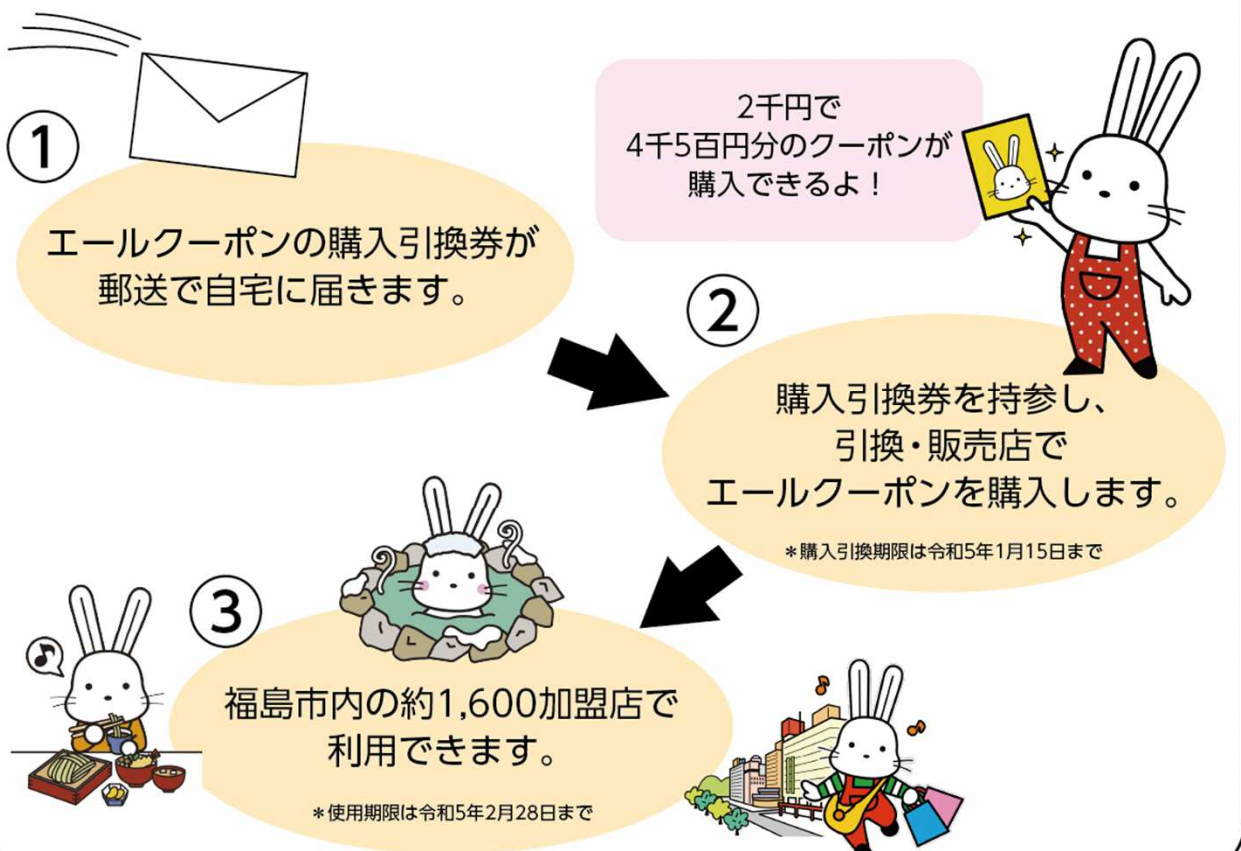 ①
エールクーポンの購入引換券が
郵送で自宅に届きます。
2千円で
4千5百円分のクーポンが
購入できるよ！
②
購入引換券を持参し、
引換・販売店で
エールクーポンを購入します。
＊購入引換期限は令和5年1月15日まで
③
福島市内の約1,600加盟店で
利用できます。
＊使用期限は令和5年2月28日まで